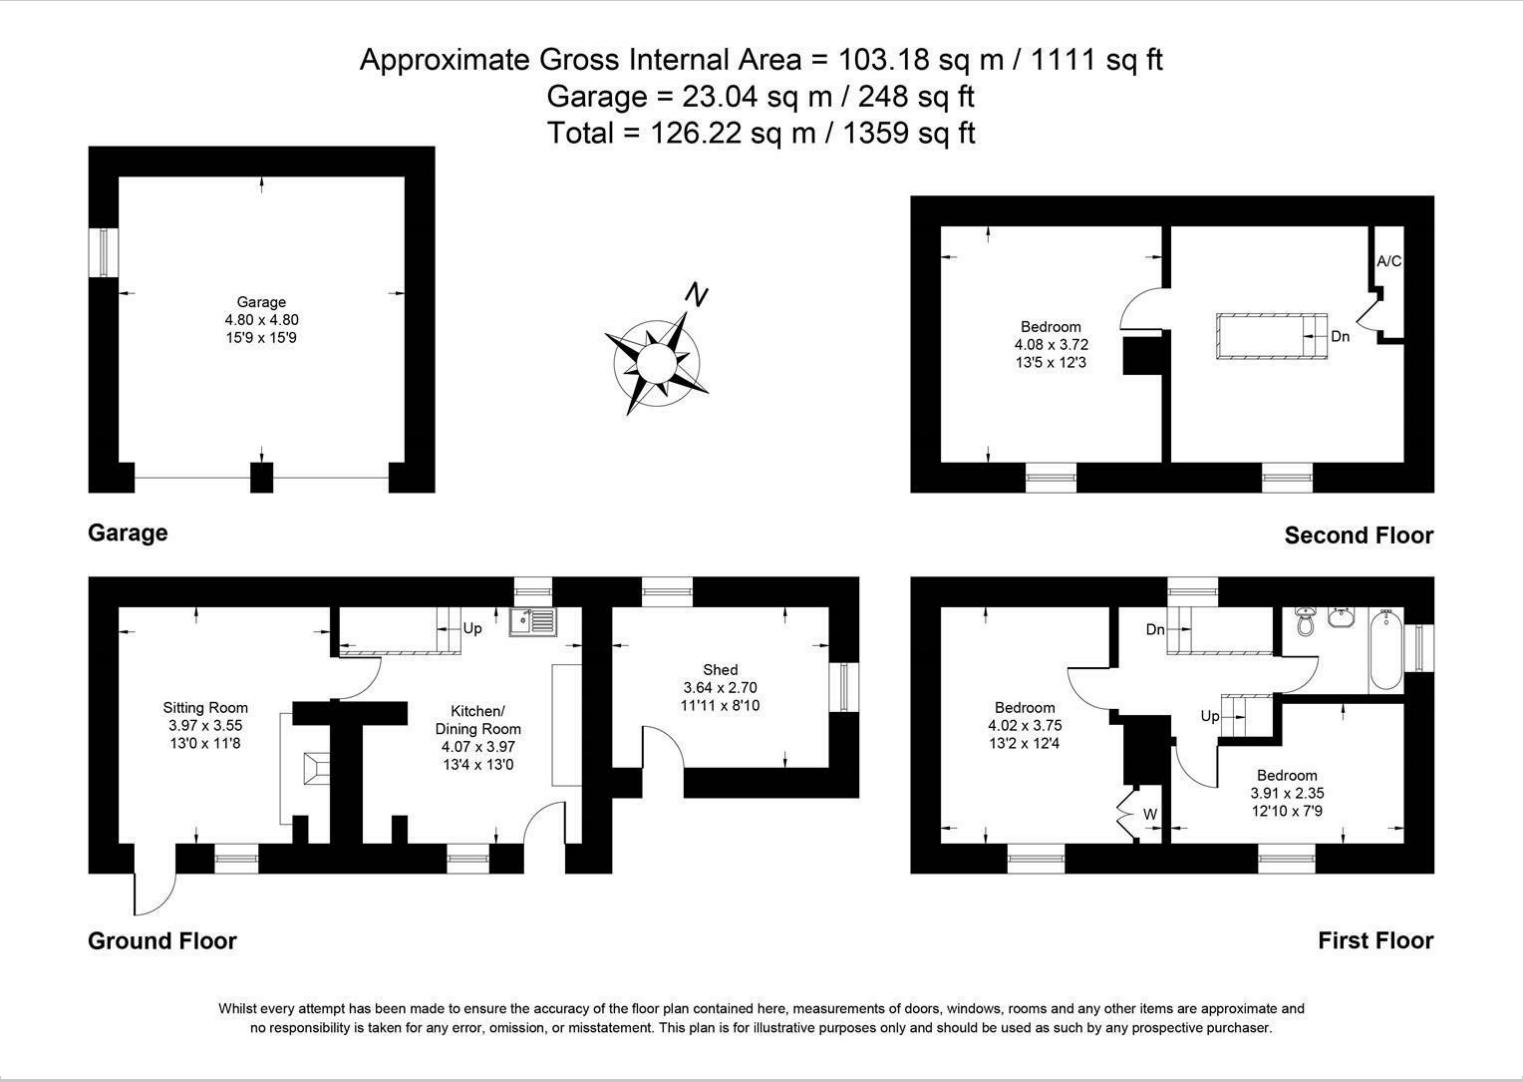 Approximate Gross Internal Area = 103.18 sq m / 1111 sq ft
Garage = 23.04 sq m / 248 sq ft
Total = 126.22 sq m / 1359 sq ft
Garage
4.80 x 4.80
15'9 x 15'9
N
Bedroom
4.08 x 3.72
13'5 x 12'3
A/C
Dn
Garage
Second Floor
Sitting Room
3.97 x 3.55
13'0 x 11'8
Up
Kitchen/
Dining Room
4.07 x 3.97
13'4 x 13'0
Shed
3.64 x 2.70
11'11 x 8'10
Bedroom
4.02 x 3.75
13'2 x 12'4
Dn
Up
W
Bedroom
3.91 x 2.35
12'10 x 7'9
Ground Floor
First Floor
Whilst every attempt has been made to ensure the accuracy of the floor plan contained here, measurements of doors, windows, rooms and any other items are approximate and
no responsibility is taken for any error, omission, or misstatement. This plan is for illustrative purposes only and should be used as such by any prospective purchaser.